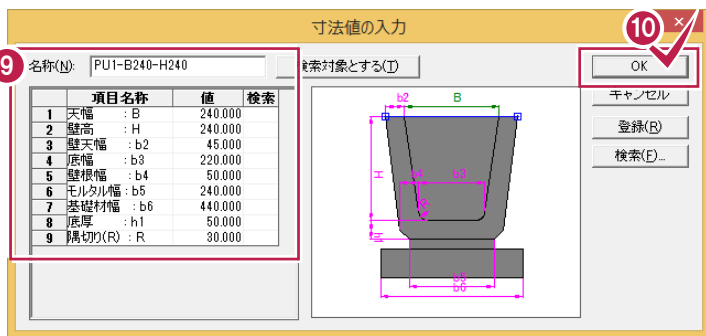 寸法値の入力
10
9
名称(N): PU1-B240-H240
検索対象とする(T)
OK
キャンセル
登録(R)
検索(F)...
項目名称 値 検索
1 天幅 : B 240.000
2 壁高 : H 240.000
3 壁天幅 : b2 45.000
4 底幅 : b3 220.000
5 壁根幅 : b4 50.000
6 モルタル幅 : b5 240.000
7 基礎材幅 : b6 440.000
8 底厚 : h1 50.000
9 隅切り(R) : R 30.000
b2 B
H b4 b3
R
h1
b5
b6